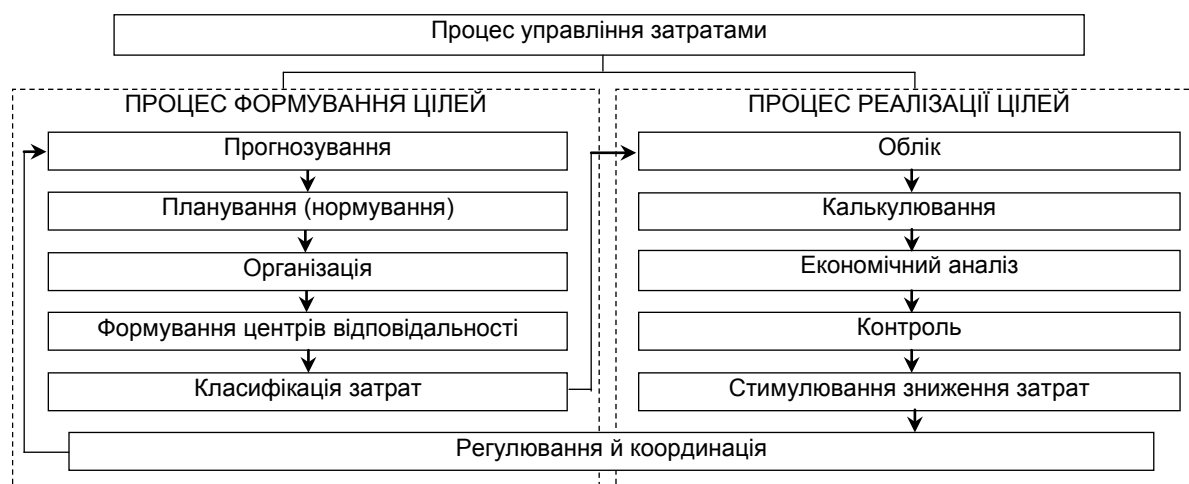 Процес управління затратами
ПРОЦЕС ФОРМУВАННЯ ЦІЛЕЙ
Прогнозування
Планування (нормування)
Організація
Формування центрів відповідальності
Класифікація затрат
ПРОЦЕС РЕАЛІЗАЦІЇ ЦІЛЕЙ
Облік
Калькулювання
Економічний аналіз
Контроль
Стимулювання зниження затрат
Регулювання й координація